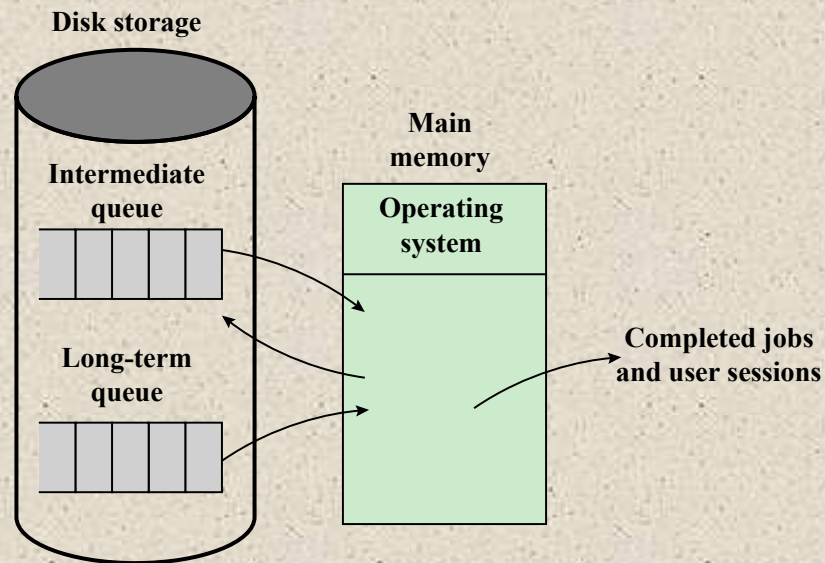 Disk storage
Main
memory
Intermediate
queue
Operating
system
Long-term
queue
Completed jobs
and user sessions